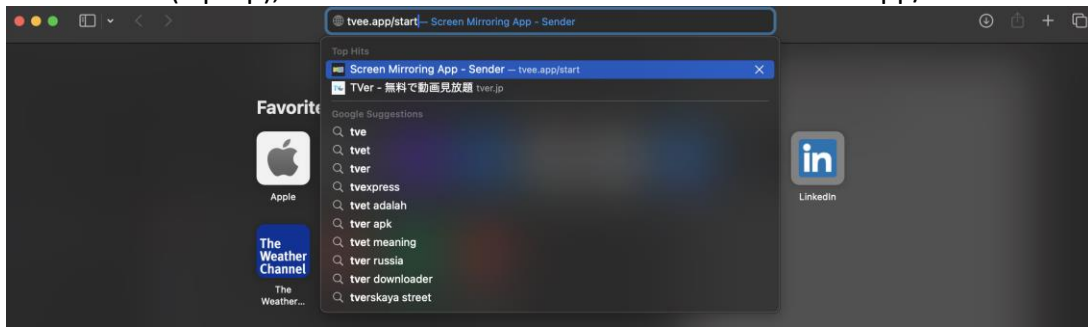 tvee.app/start — Screen Mirroring App - Sender
Top Hits
Screen Mirroring App - Sender — tvee.app/start
TVer - 無料で動画見放題 tver.jp
Favorite
Google Suggestions
tve
tvet
tver
tvexpress
tvet adalah
tver apk
tvet meaning
tver russia
tver downloader
tverskaya street
Apple
in
LinkedIn
The
Weather
Channel
The
Weather...